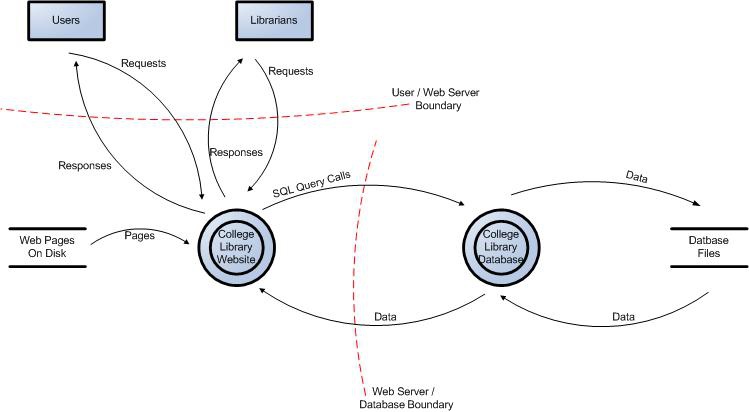 Users
Librarians
Requests
Requests
User / Web Server
Boundary
Responses
Responses
SQL Query Calls
Data
Web Pages
On Disk
Pages
College
Library
Website
College
Library
Database
Datbase
Files
Data
Data
Web Server /
Database Boundary